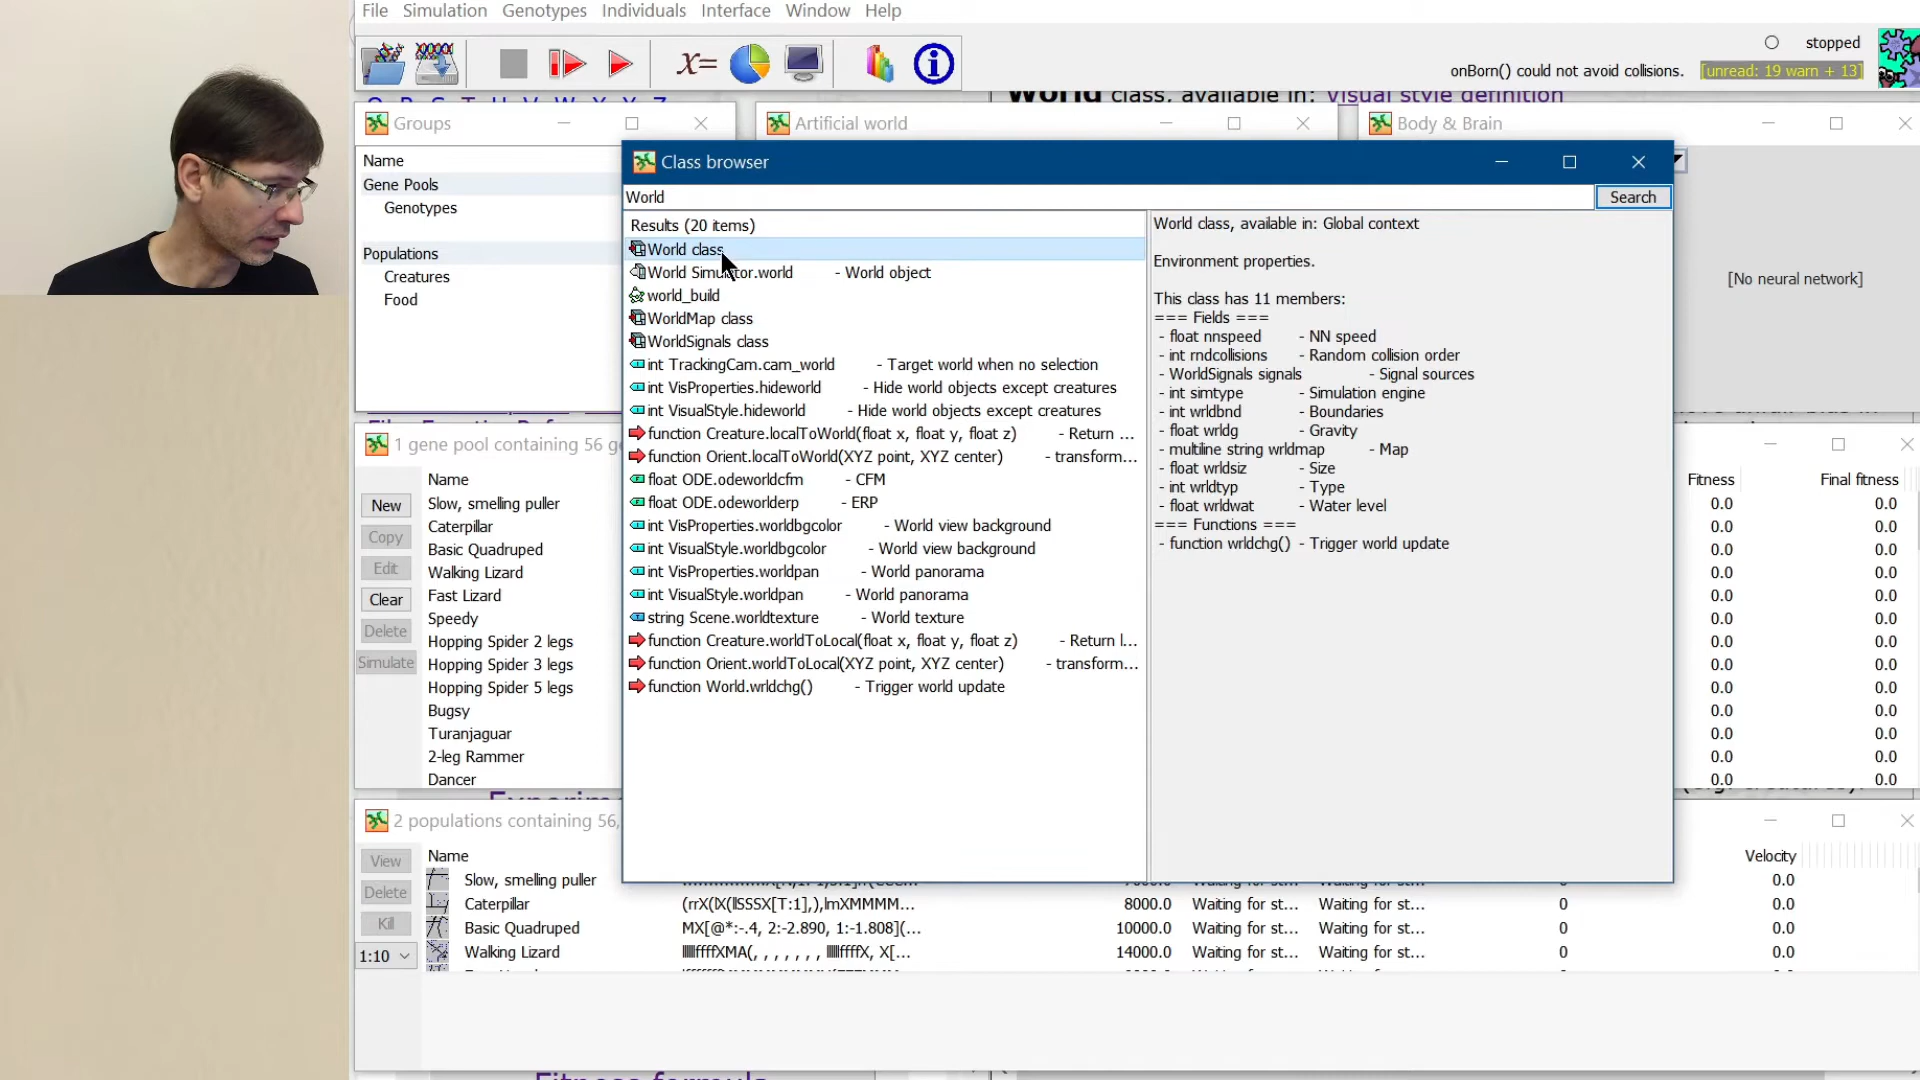 File Simulation Genotypes Individuals Interface Window Help
stopped
onBorn() could not avoid collisions. [unread: 19 warn + 13]
World class, available in: visual style definition
Groups
Artificial world
Body & Brain
Name
Gene Pools
Genotypes
Populations
Creatures
Food
[No neural network]
Class browser
World
Search
Results (20 items)
World class
World Simulator.world - World object
world_build
WorldMap class
WorldSignals class
int TrackingCam.cam_world - Target world when no selection
int VisProperties.hideworld - Hide world objects except creatures
int VisualStyle.hideworld - Hide world objects except creatures
function Creature.localToWorld(float x, float y, float z) - Return ...
function Orient.localToWorld(XYZ point, XYZ center) - transform...
float ODE.odeworldcfm - CFM
float ODE.odeworlderp - ERP
int VisProperties.worldbgcolor - World view background
int VisualStyle.worldbgcolor - World view background
int VisProperties.worldpan - World panorama
int VisualStyle.worldpan - World panorama
string Scene.worldtexture - World texture
function Creature.worldToLocal(float x, float y, float z) - Return l...
function Orient.worldToLocal(XYZ point, XYZ center) - transform...
function World.wrldchg() - Trigger world update
World class, available in: Global context
Environment properties.
This class has 11 members:
=== Fields ===
- float nnspeed - NN speed
- int rndcollisions - Random collision order
- WorldSignals signals - Signal sources
- int simtype - Simulation engine
- int wrldbnd - Boundaries
- float wrldg - Gravity
- multiline string wrldmap - Map
- float wrldsiz - Size
- int wrldtyp - Type
- float wrldwat - Water level
=== Functions ===
- function wrldchg() - Trigger world update
1 gene pool containing 56 ge
Name Fitness Final fitness
New
Copy
Edit
Clear
Delete
Simulate
Slow, smelling puller 0.0 0.0
Caterpillar 0.0 0.0
Basic Quadruped 0.0 0.0
Walking Lizard 0.0 0.0
Fast Lizard 0.0 0.0
Speedy 0.0 0.0
Hopping Spider 2 legs 0.0 0.0
Hopping Spider 3 legs 0.0 0.0
Hopping Spider 5 legs 0.0 0.0
Bugsy 0.0 0.0
Turanjaguar 0.0 0.0
2-leg Rammer 0.0 0.0
Dancer 0.0 0.0
2 populations containing 56,
View
Delete
Kill
1:10
Name Velocity
Slow, smelling puller 0.0
Caterpillar 8000.0 Waiting for st... Waiting for st... 0 0.0
Basic Quadruped MX[@*:-.4, 2:-2.890, 1:-1.808](... 10000.0 Waiting for st... Waiting for st... 0 0.0
Walking Lizard 14000.0 Waiting for st... Waiting for st... 0 0.0